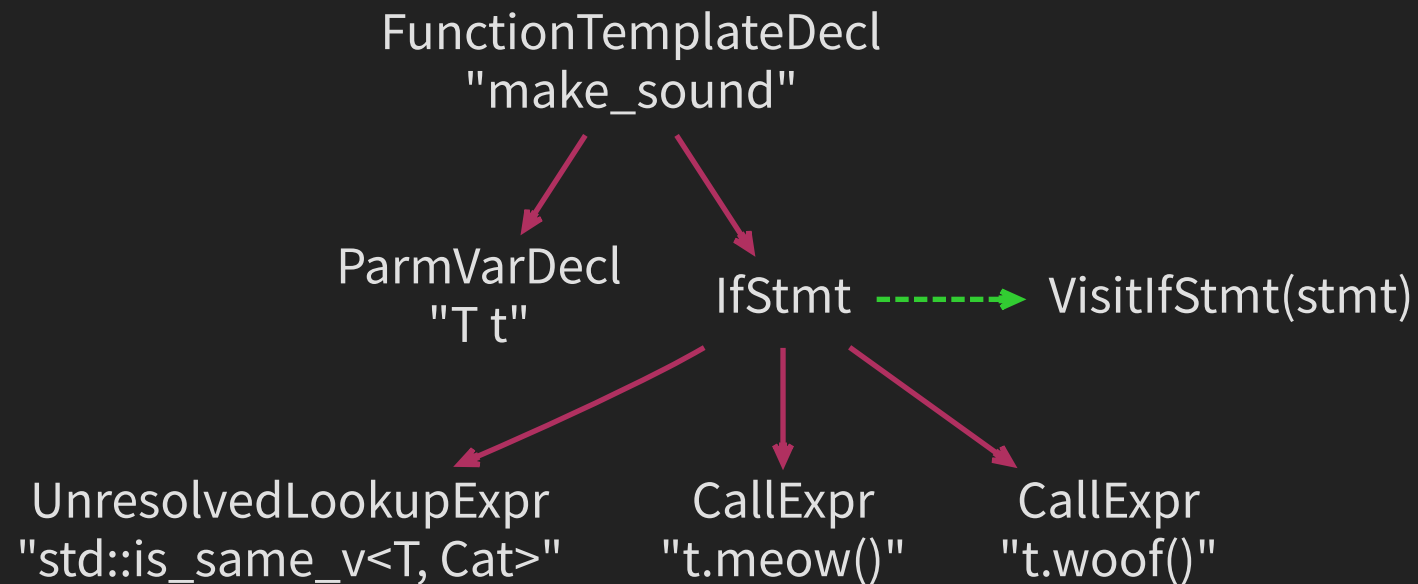 FunctionTemplateDecl
"make_sound"
ParmVarDecl
"T t"
IfStmt
VisitIfStmt(stmt)
UnresolvedLookupExpr
"std::is_same_v<T, Cat>"
CallExpr
"t.meow()"
CallExpr
"t.woof()"